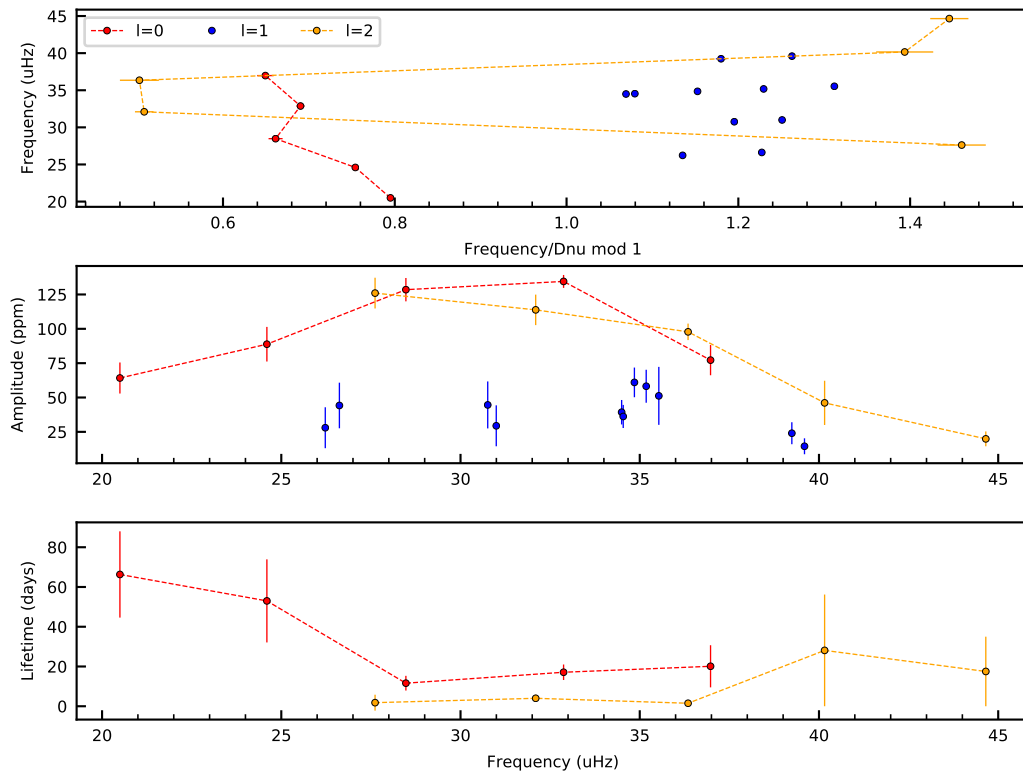 l=0 l=1 l=2
Frequency (uHz)
45
40
35
30
25
20
0.6 0.8 1.0 1.2 1.4
Frequency/Dnu mod 1
Amplitude (ppm)
125
100
75
50
25
20 25 30 35 40 45
Lifetime (days)
80
60
40
20
0
20 25 30 35 40 45
Frequency (uHz)